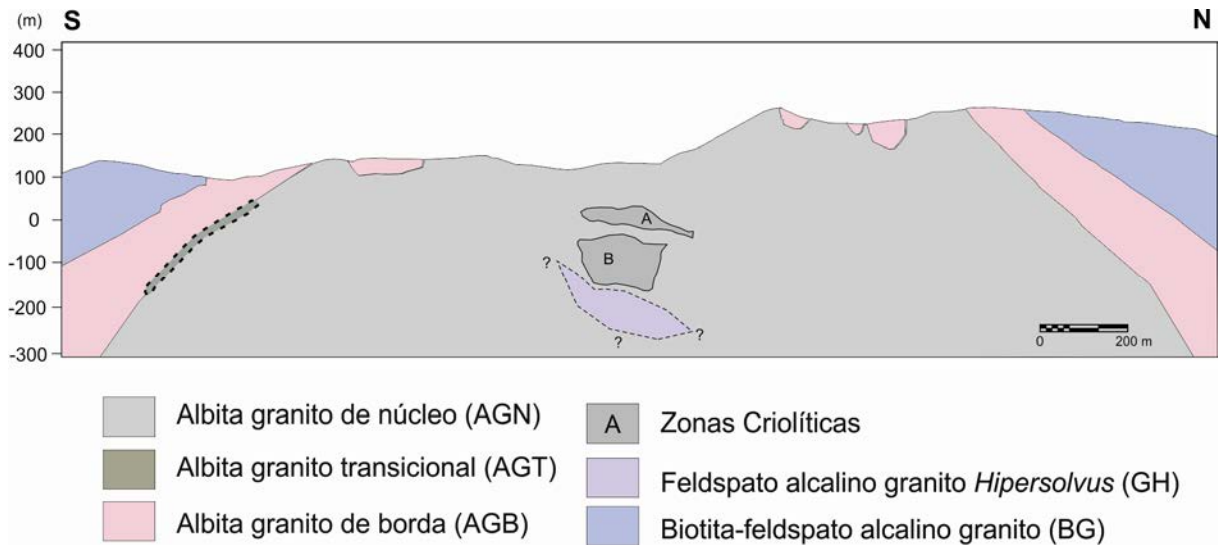 (m) S N
400
300
200
100
0
-100
-200
-300
A
B
?
?
?
0 200 m
Albita granito de núcleo (AGN)
Albita granito transicional (AGT)
Albita granito de borda (AGB)
A Zonas Criolíticas
Feldspato alcalino granito Hipersolvus (GH)
Biotita-feldspato alcalino granito (BG)